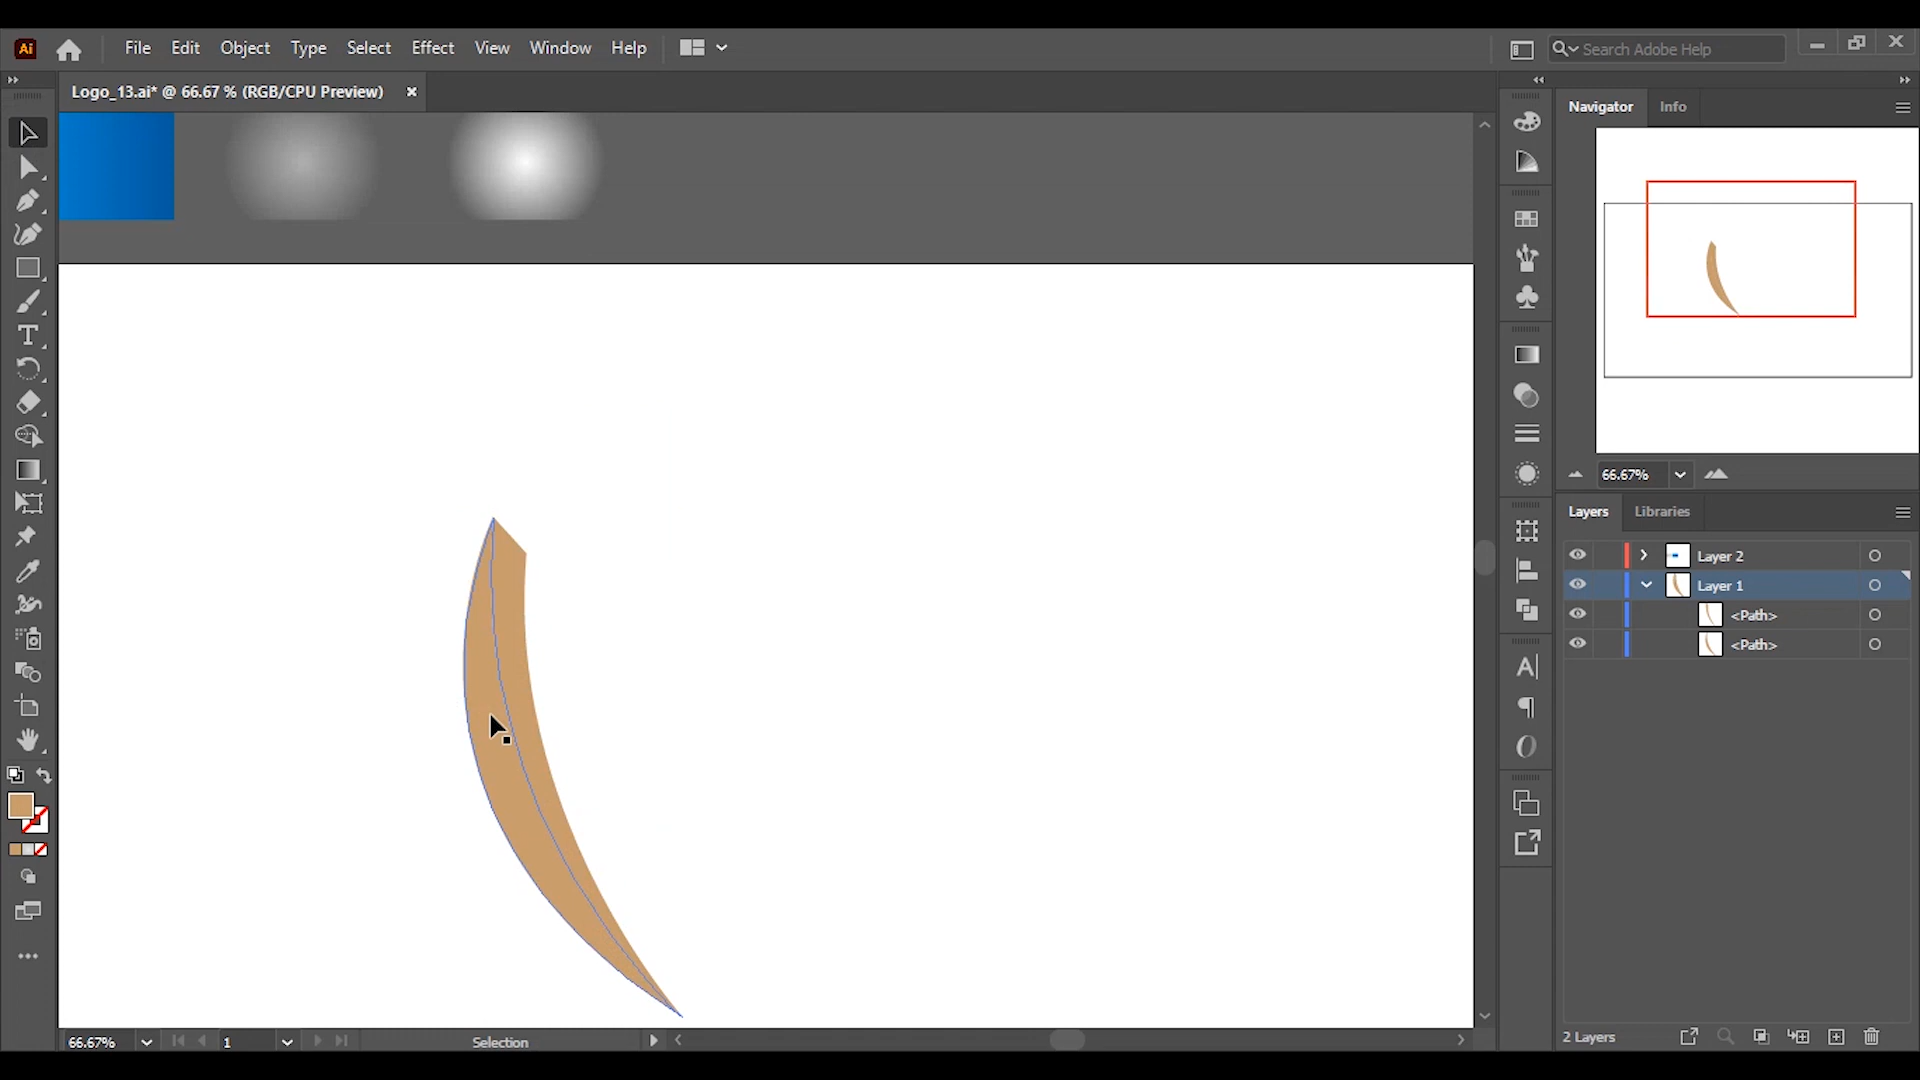 Ai File Edit Object Type Select Effect View Window Help Search Adobe Help
Logo_13.ai* @ 66.67 % (RGB/CPU Preview)
Navigator Info
66.67%
Layers Libraries
Layer 2
Layer 1
<Path>
<Path>
2 Layers
66.67% 1 Selection